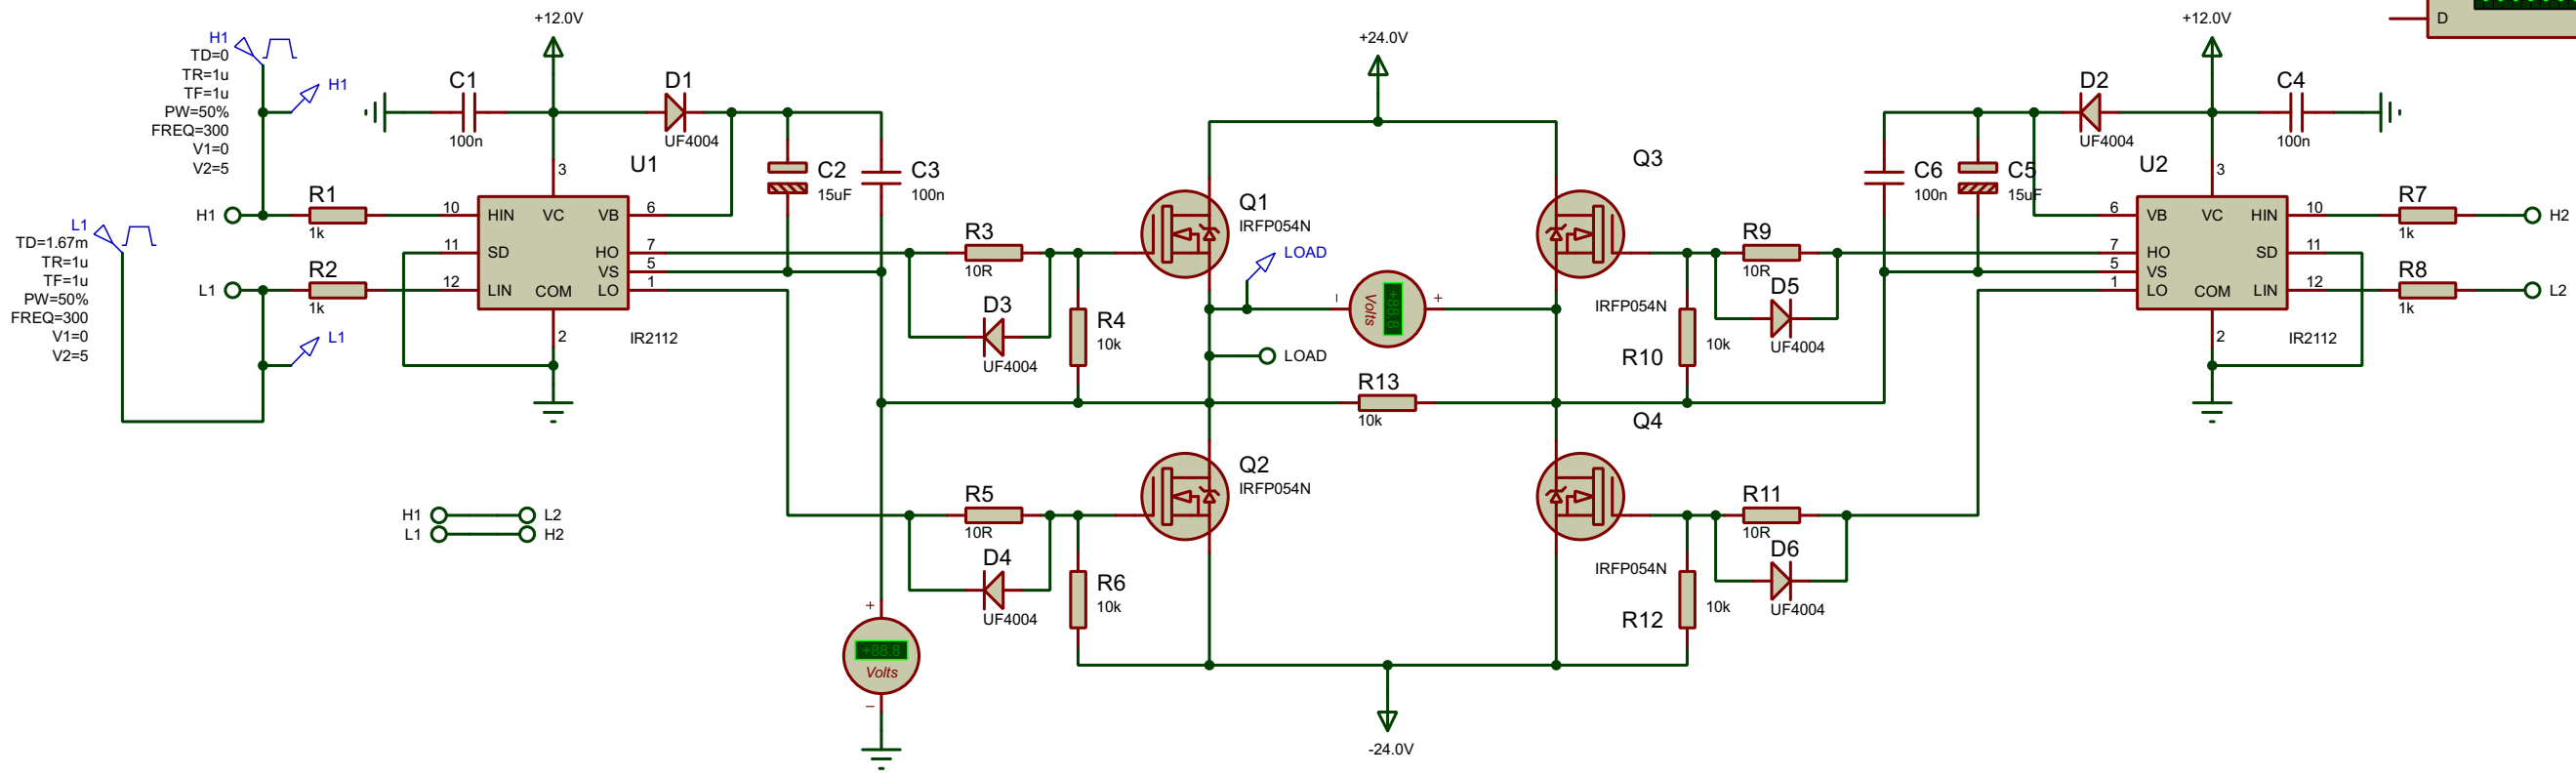 +12.0V
+12.0V
D
H1
TD=0
TR=1u
TF=1u
PW=50%
FREQ=300
V1=0
V2=5
H1
C1
100n
D1
UF4004
+24.0V
D2
UF4004
C4
100n
U1
3
C2
15uF
C3
100n
Q3
C6
100n
C5
15uF
U2
3
H1
R1
1k
10
HIN
VC
VB
6
11
SD
HO
7
VS
5
12
LIN
COM
LO
1
2
IR2112
L1
TD=1.67m
TR=1u
TF=1u
PW=50%
FREQ=300
V1=0
V2=5
L1
R2
1k
L1
R3
10R
D3
UF4004
R4
10k
Q1
IRFP054N
LOAD
LOAD
Volts
+88.8
R13
10k
IRFP054N
R9
10R
D5
UF4004
R10
10k
6
VB
VC
HIN
10
7
HO
SD
11
5
VS
1
LO
COM
LIN
12
2
IR2112
R7
1k
H2
R8
1k
L2
Q4
Q2
IRFP054N
R5
10R
D4
UF4004
R6
10k
IRFP054N
R11
10R
D6
UF4004
R12
10k
H1 L2
L1 H2
+
+88.8
Volts
-24.0V